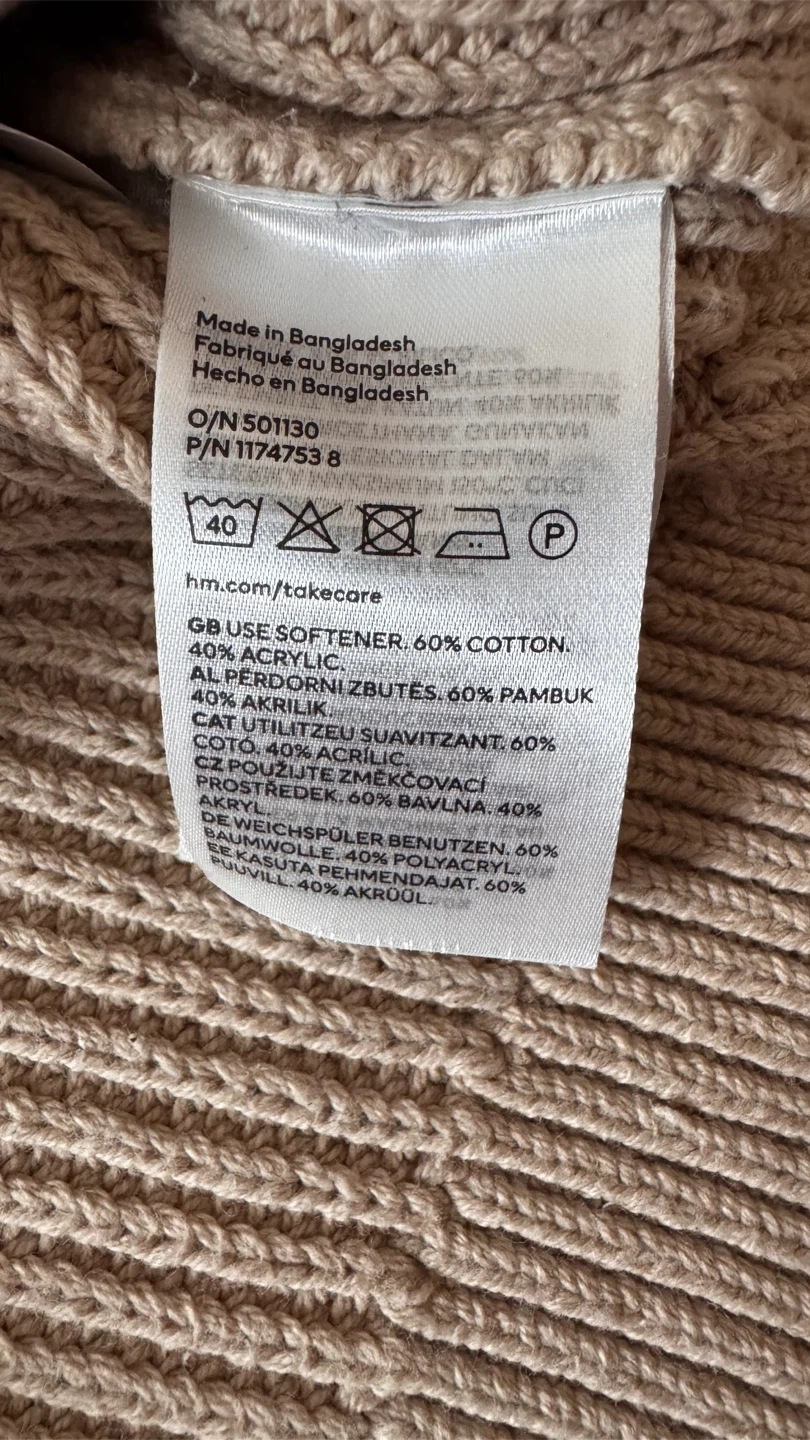 Made in Bangladesh
Fabriqué au Bangladesh
Hecho en Bangladesh
O/N 501130
P/N 1174753 8
40
P
hm.com/takecare
GB USE SOFTENER. 60% COTTON.
40% ACRYLIC.
AL PËRDORNI ZBUTËS. 60% PAMBUK
40% AKRILIK.
CAT UTILITZEU SUAVITZANT. 60%
COTÓ. 40% ACRÍLIC.
CZ POUŽIJTE ZMĚKČOVACÍ
PROSTŘEDEK. 60% BAVLNA. 40%
AKRYL.
DE WEICHSPÜLER BENUTZEN. 60%
BAUMWOLLE. 40% POLYACRYL.
EE KASUTA PEHMENDAJAT. 60%
PUUVILL. 40% AKRÜÜL.